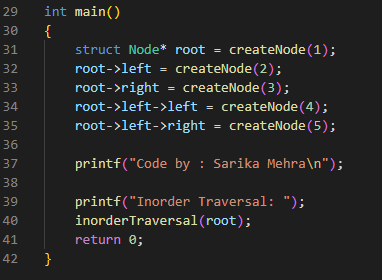 29 int main()
30 {
31 struct Node* root = createNode(1);
32 root->left = createNode(2);
33 root->right = createNode(3);
34 root->left->left = createNode(4);
35 root->left->right = createNode(5);
36
37 printf("Code by : Sarika Mehra\n");
38
39 printf("Inorder Traversal: ");
40 inorderTraversal(root);
41 return 0;
42 }